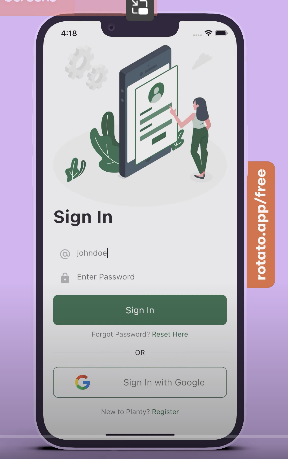 Screens
4:18
Sign In
@ johndoe
Enter Password
Sign In
Forgot Password? Reset Here
OR
G Sign In with Google
New to Planty? Register
rotato.app/free